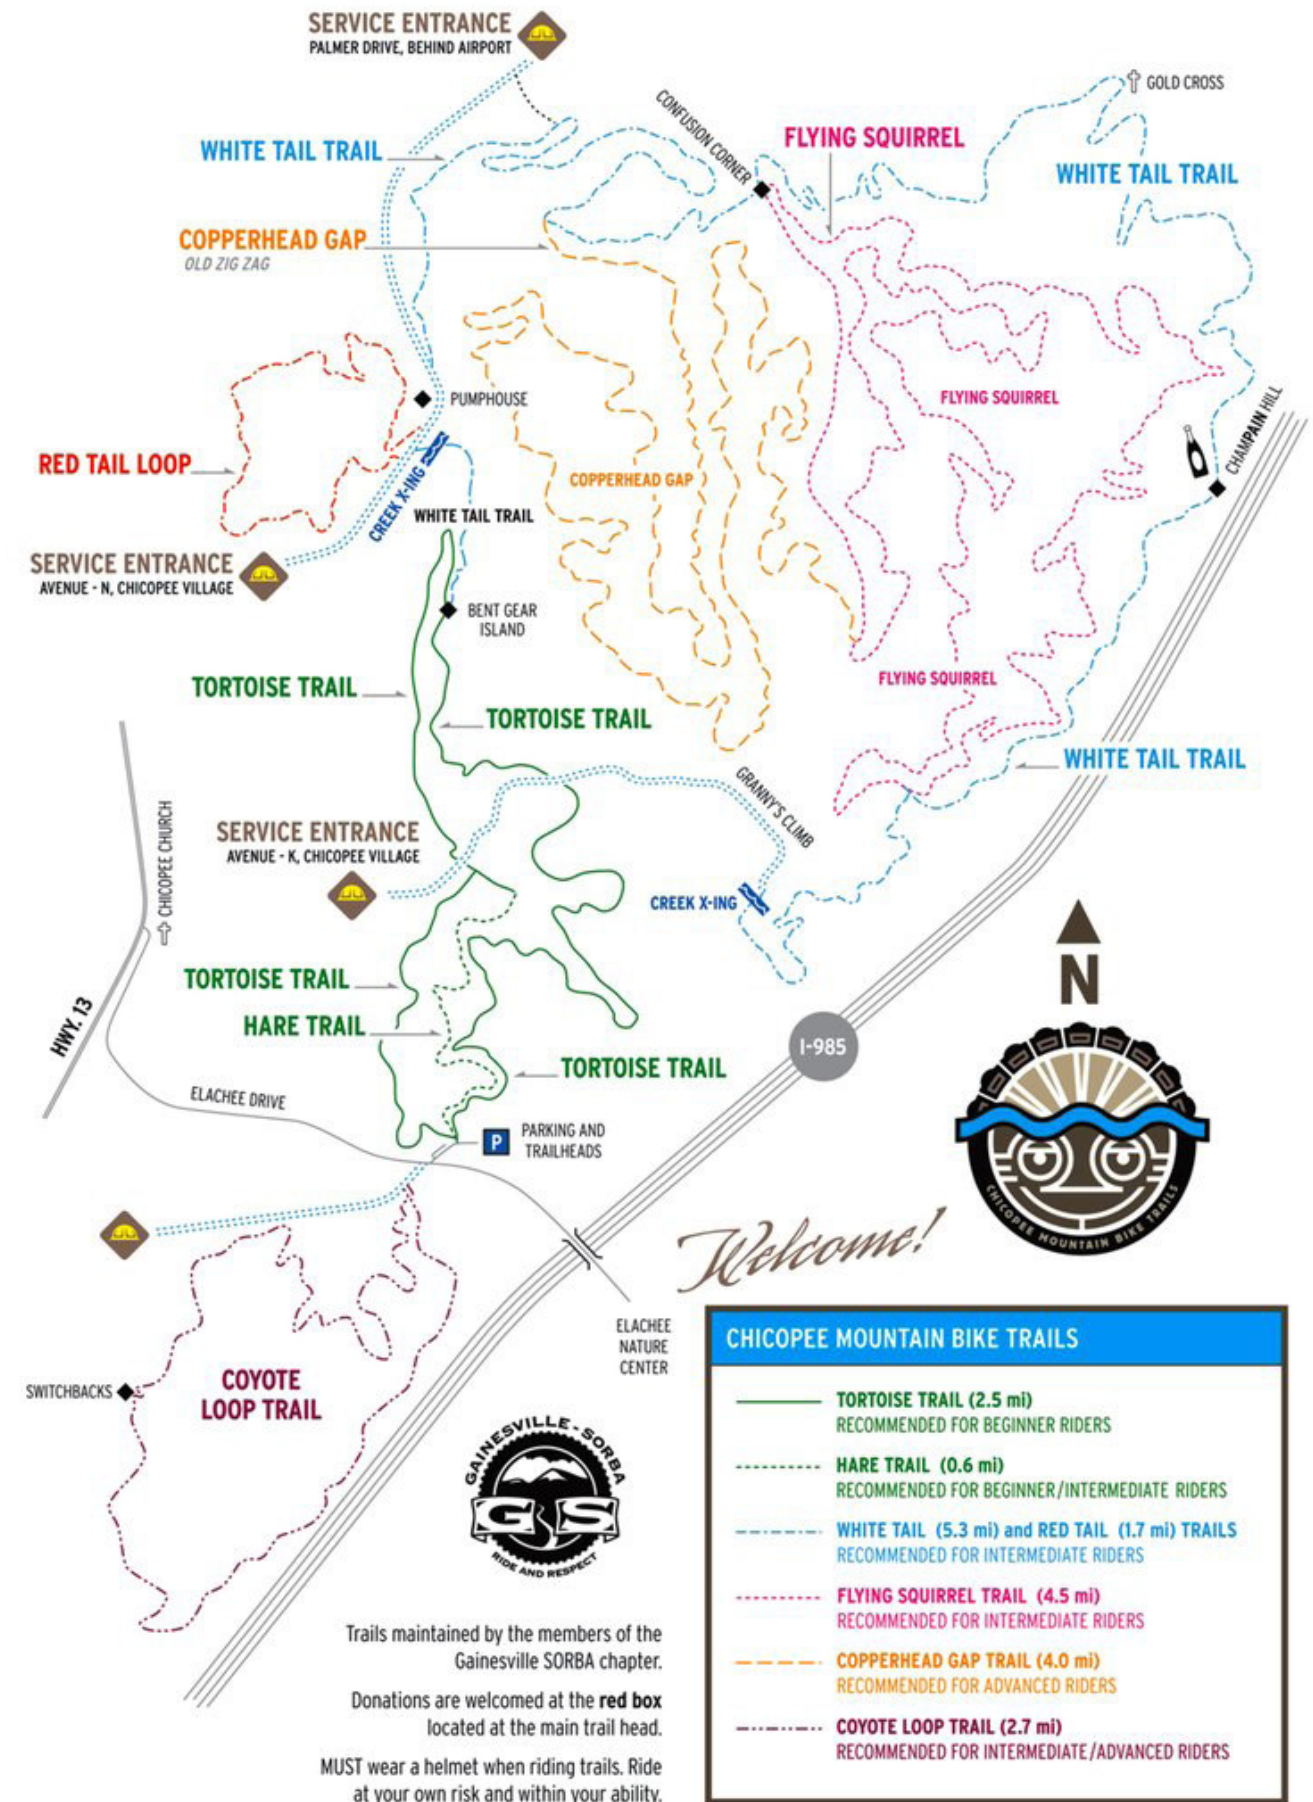 SERVICE ENTRANCE
PALMER DRIVE, BEHIND AIRPORT
GOLD CROSS
CONFUSION CORNER
FLYING SQUIRREL
WHITE TAIL TRAIL
WHITE TAIL TRAIL
COPPERHEAD GAP
OLD ZIG ZAG
PUMPHOUSE
FLYING SQUIRREL
CHAMPAIN HILL
RED TAIL LOOP
CREEK X-ING
COPPERHEAD GAP
WHITE TAIL TRAIL
SERVICE ENTRANCE
AVENUE - N, CHICOPEE VILLAGE
BENT GEAR
ISLAND
TORTOISE TRAIL
FLYING SQUIRREL
TORTOISE TRAIL
WHITE TAIL TRAIL
GRANNY'S CLIMB
CHICOPEE CHURCH
SERVICE ENTRANCE
AVENUE - K, CHICOPEE VILLAGE
CREEK X-ING
TORTOISE TRAIL
N
HWY. 13
HARE TRAIL
I-985
TORTOISE TRAIL
ELACHEE DRIVE
P
PARKING AND
TRAILHEADS
CHICOPEE MOUNTAIN BIKE TRAILS
Welcome!
ELACHEE
NATURE
CENTER
SWITCHBACKS
COYOTE
LOOP TRAIL
GAINESVILLE-SORBA
G S
RIDE AND RESPECT
Trails maintained by the members of the
Gainesville SORBA chapter.
Donations are welcomed at the red box
located at the main trail head.
MUST wear a helmet when riding trails. Ride
at your own risk and within your ability.
CHICOPEE MOUNTAIN BIKE TRAILS
TORTOISE TRAIL (2.5 mi)
RECOMMENDED FOR BEGINNER RIDERS
HARE TRAIL (0.6 mi)
RECOMMENDED FOR BEGINNER/INTERMEDIATE RIDERS
WHITE TAIL (5.3 mi) and RED TAIL (1.7 mi) TRAILS
RECOMMENDED FOR INTERMEDIATE RIDERS
FLYING SQUIRREL TRAIL (4.5 mi)
RECOMMENDED FOR INTERMEDIATE RIDERS
COPPERHEAD GAP TRAIL (4.0 mi)
RECOMMENDED FOR ADVANCED RIDERS
COYOTE LOOP TRAIL (2.7 mi)
RECOMMENDED FOR INTERMEDIATE/ADVANCED RIDERS